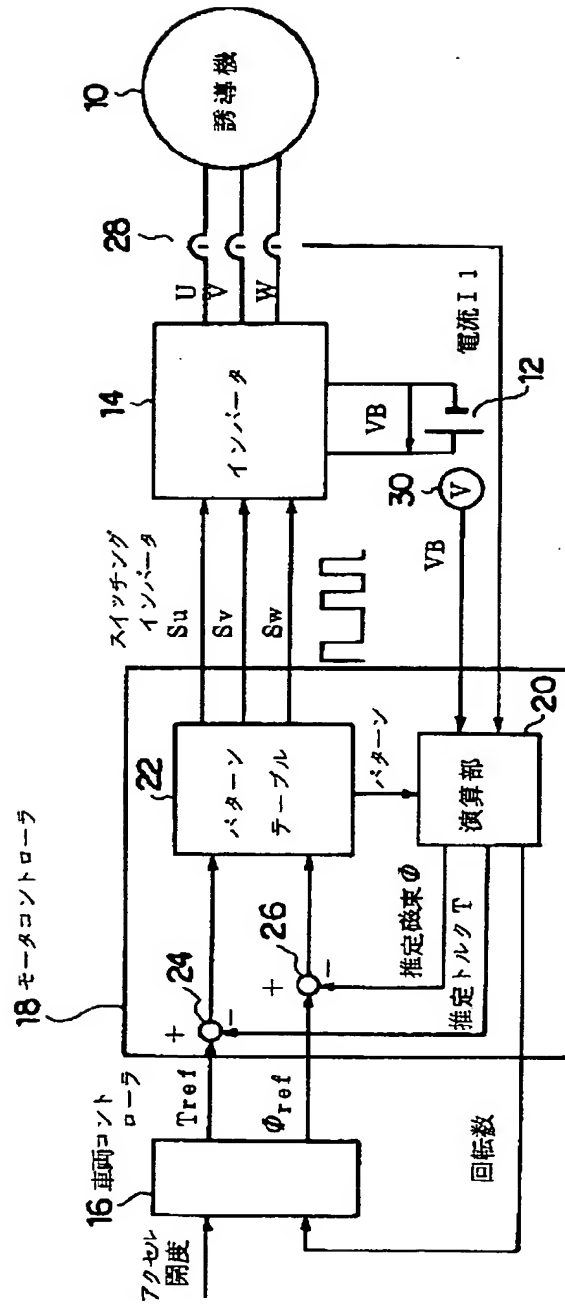 アクセル
開度
16 車両コント
ローラ
Tref
Φref
回転数
18 モータコントローラ
+
24
-
+
26
-
推定磁束Φ
推定トルクT
22
パターン
テーブル
パターン
演算部
20
スイッチング
インバータ
Su
Sv
Sw
14
インバータ
VB
30
V
VB
12
電流I1
U
V
W
28
10
誘導機